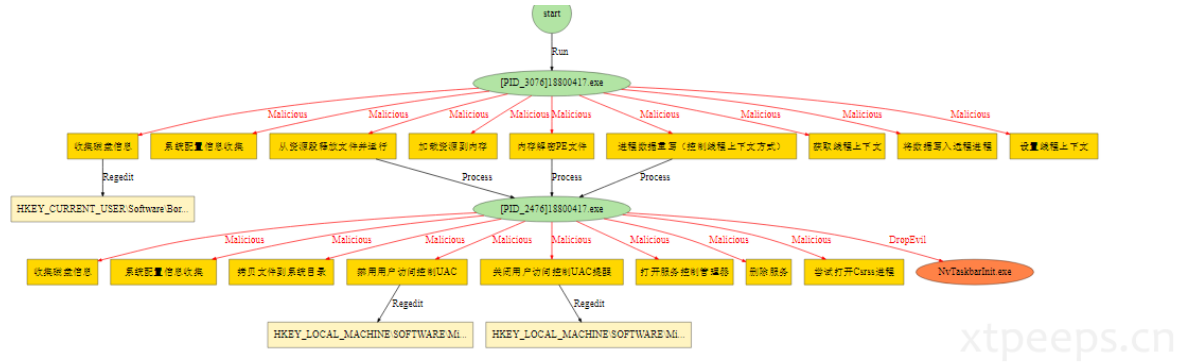 start
Run
[PID_3076]18800417.exe
Malicious Malicious Malicious Malicious Malicious Malicious Malicious Malicious Malicious
收集磁盘信息 系统配置信息收集 从资源段释放文件并运行 加载资源到内存 内存解密PE文件 进程数据重写（控制线程上下文方式） 获取线程上下文 将数据写入远程进程 设置线程上下文
Regedit Process Process Process
HKEY_CURRENT_USER\Software\Bor... [PID_2476]18800417.exe
Malicious Malicious Malicious Malicious Malicious Malicious Malicious Malicious DropEvil
收集磁盘信息 系统配置信息收集 拷贝文件到系统目录 禁用用户访问控制UAC 关闭用户访问控制UAC提醒 打开服务控制管理器 删除服务 尝试打开Csrss进程 NvTaskbarInit.exe
Regedit Regedit
HKEY_LOCAL_MACHINE\SOFTWARE\Mi... HKEY_LOCAL_MACHINE\SOFTWARE\Mi...
xtpeeps.cn